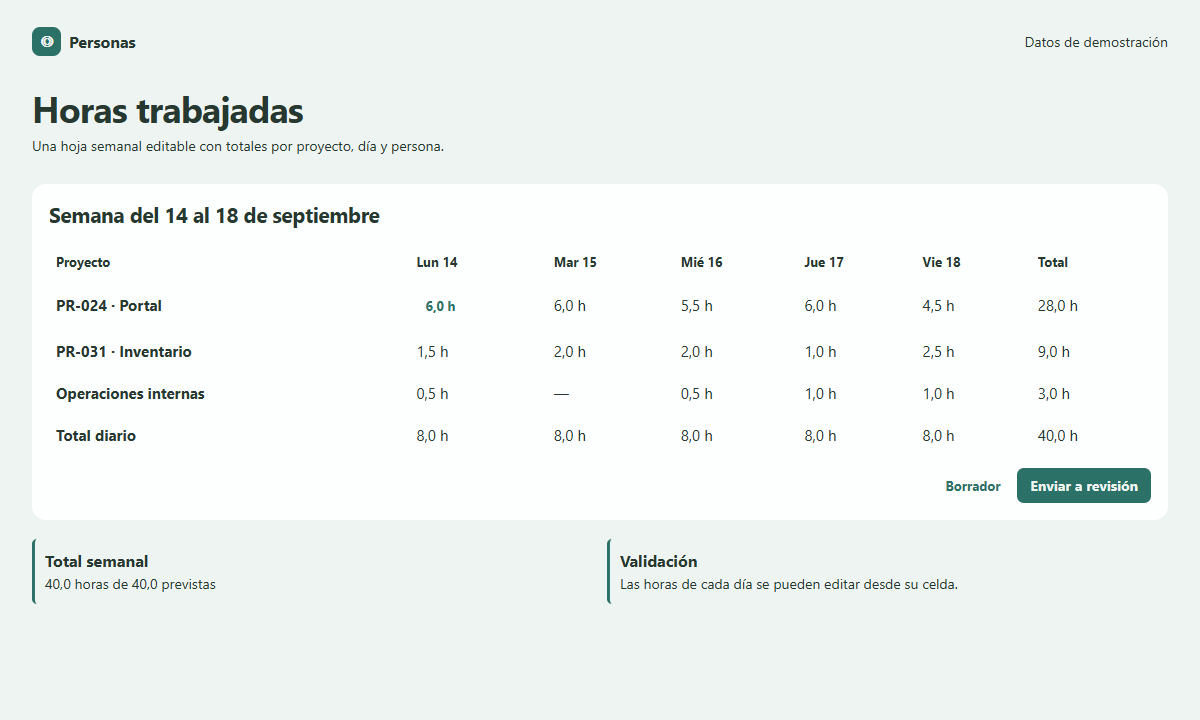 Personas
Datos de demostración
Horas trabajadas
Una hoja semanal editable con totales por proyecto, día y persona.
Semana del 14 al 18 de septiembre
Proyecto Lun 14 Mar 15 Mié 16 Jue 17 Vie 18 Total
PR-024 · Portal 6,0 h 6,0 h 5,5 h 6,0 h 4,5 h 28,0 h
PR-031 · Inventario 1,5 h 2,0 h 2,0 h 1,0 h 2,5 h 9,0 h
Operaciones internas 0,5 h — 0,5 h 1,0 h 1,0 h 3,0 h
Total diario 8,0 h 8,0 h 8,0 h 8,0 h 8,0 h 40,0 h
Borrador Enviar a revisión
Total semanal
40,0 horas de 40,0 previstas
Validación
Las horas de cada día se pueden editar desde su celda.